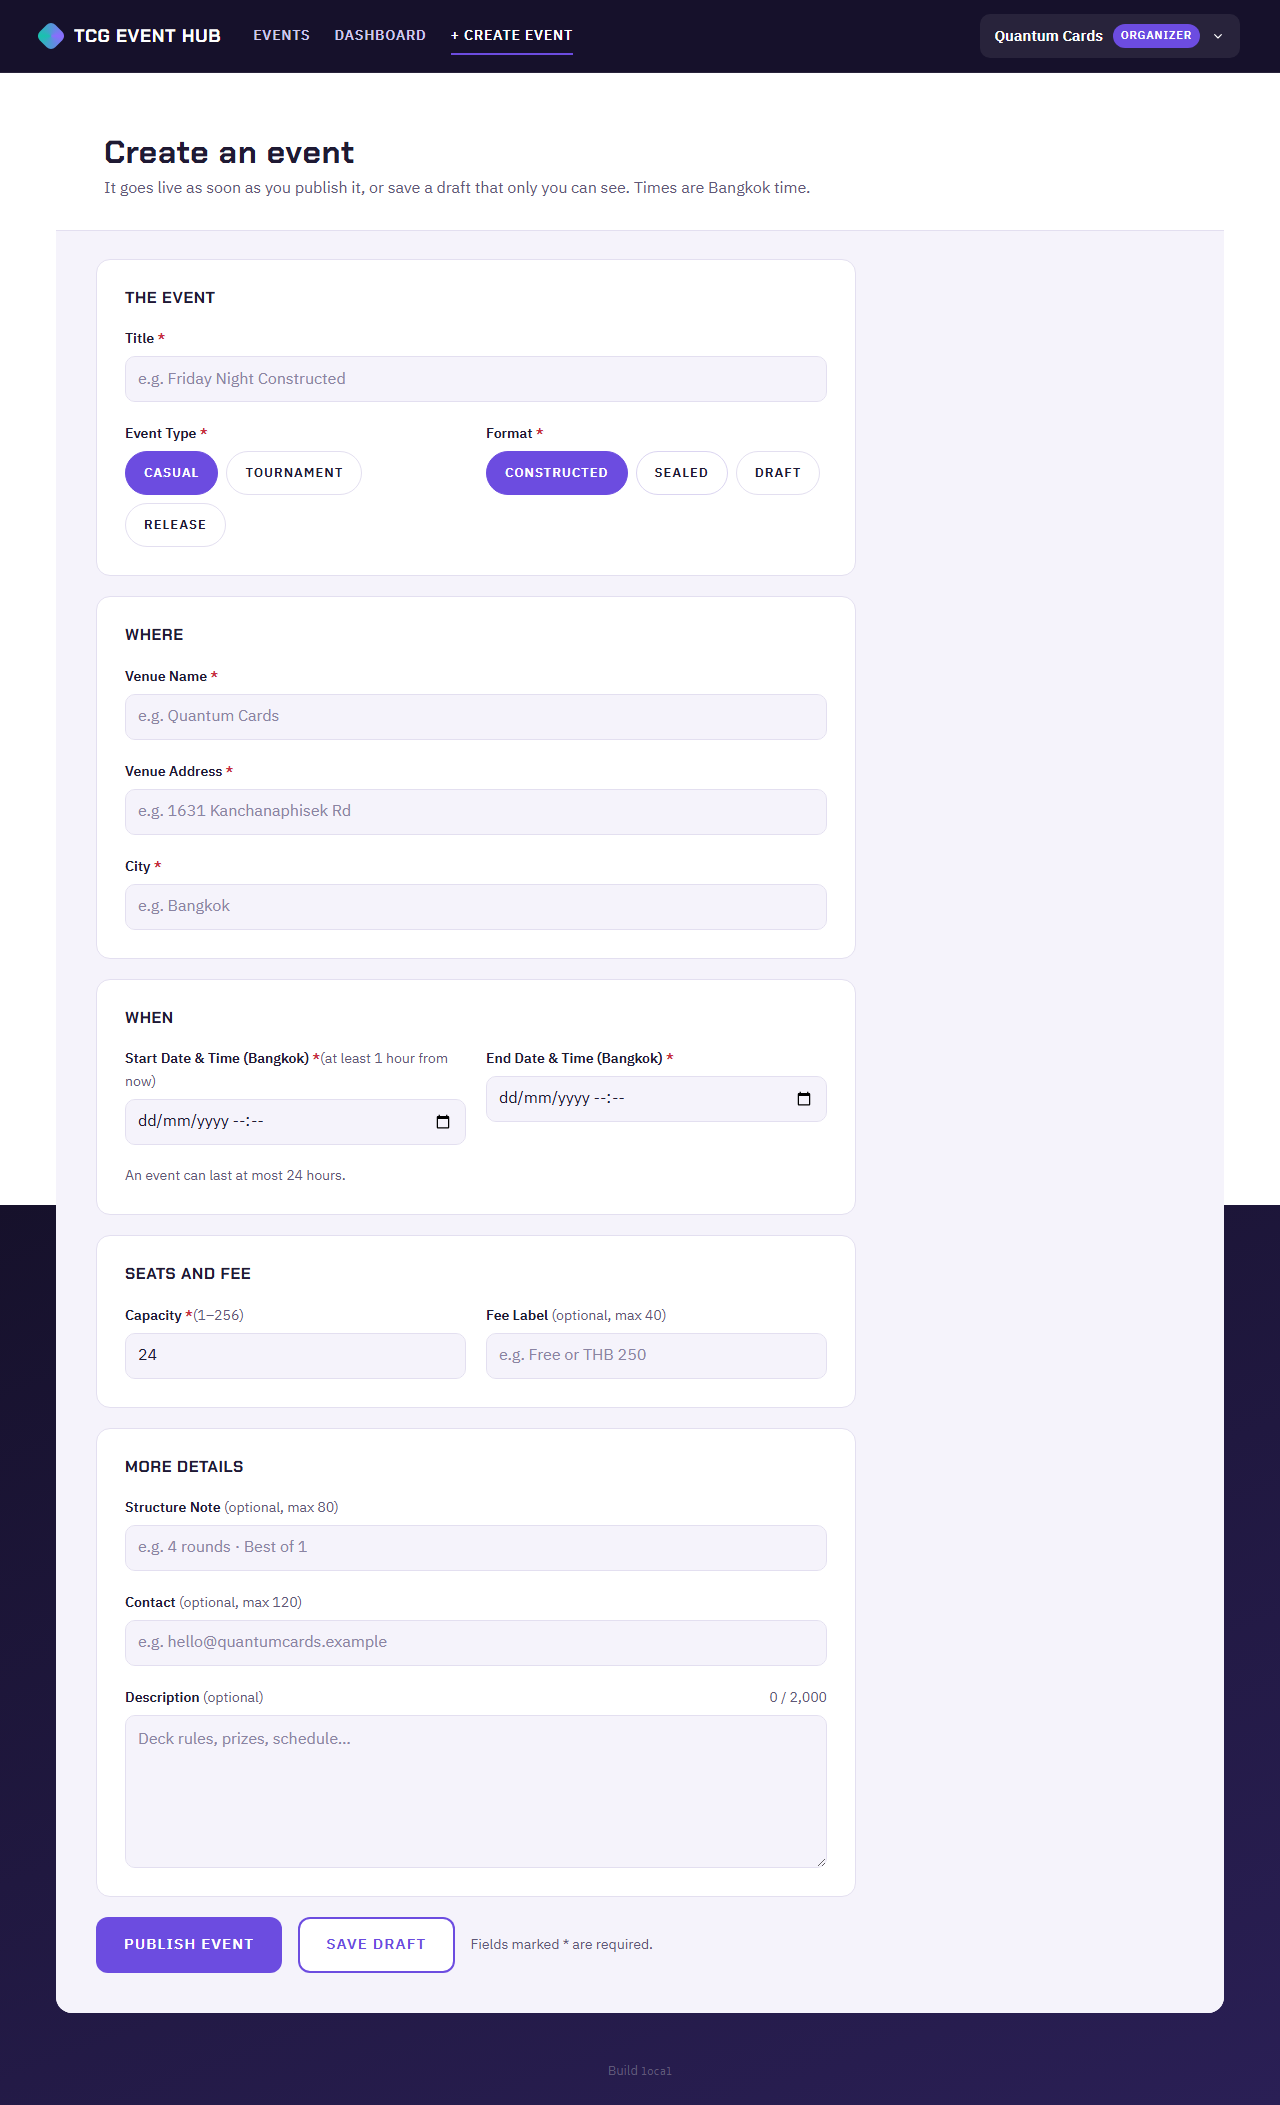 TCG EVENT HUB
EVENTS
DASHBOARD
+ CREATE EVENT
Quantum Cards
ORGANIZER
Create an event
It goes live as soon as you publish it, or save a draft that only you can see. Times are Bangkok time.
THE EVENT
Title *
e.g. Friday Night Constructed
Event Type *
CASUAL
TOURNAMENT
RELEASE
Format *
CONSTRUCTED
SEALED
DRAFT
WHERE
Venue Name *
e.g. Quantum Cards
Venue Address *
e.g. 1631 Kanchanaphisek Rd
City *
e.g. Bangkok
WHEN
Start Date & Time (Bangkok) *(at least 1 hour from
now)
dd/mm/yyyy --:--
End Date & Time (Bangkok) *
dd/mm/yyyy --:--
An event can last at most 24 hours.
SEATS AND FEE
Capacity *(1–256)
24
Fee Label (optional, max 40)
e.g. Free or THB 250
MORE DETAILS
Structure Note (optional, max 80)
e.g. 4 rounds · Best of 1
Contact (optional, max 120)
e.g. hello@quantumcards.example
Description (optional)
0 / 2,000
Deck rules, prizes, schedule...
PUBLISH EVENT
SAVE DRAFT
Fields marked * are required.
Build local